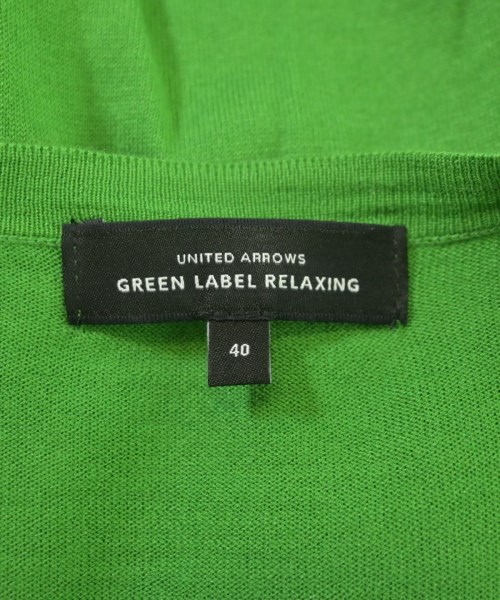 UNITED ARROWS
GREEN LABEL RELAXING
40